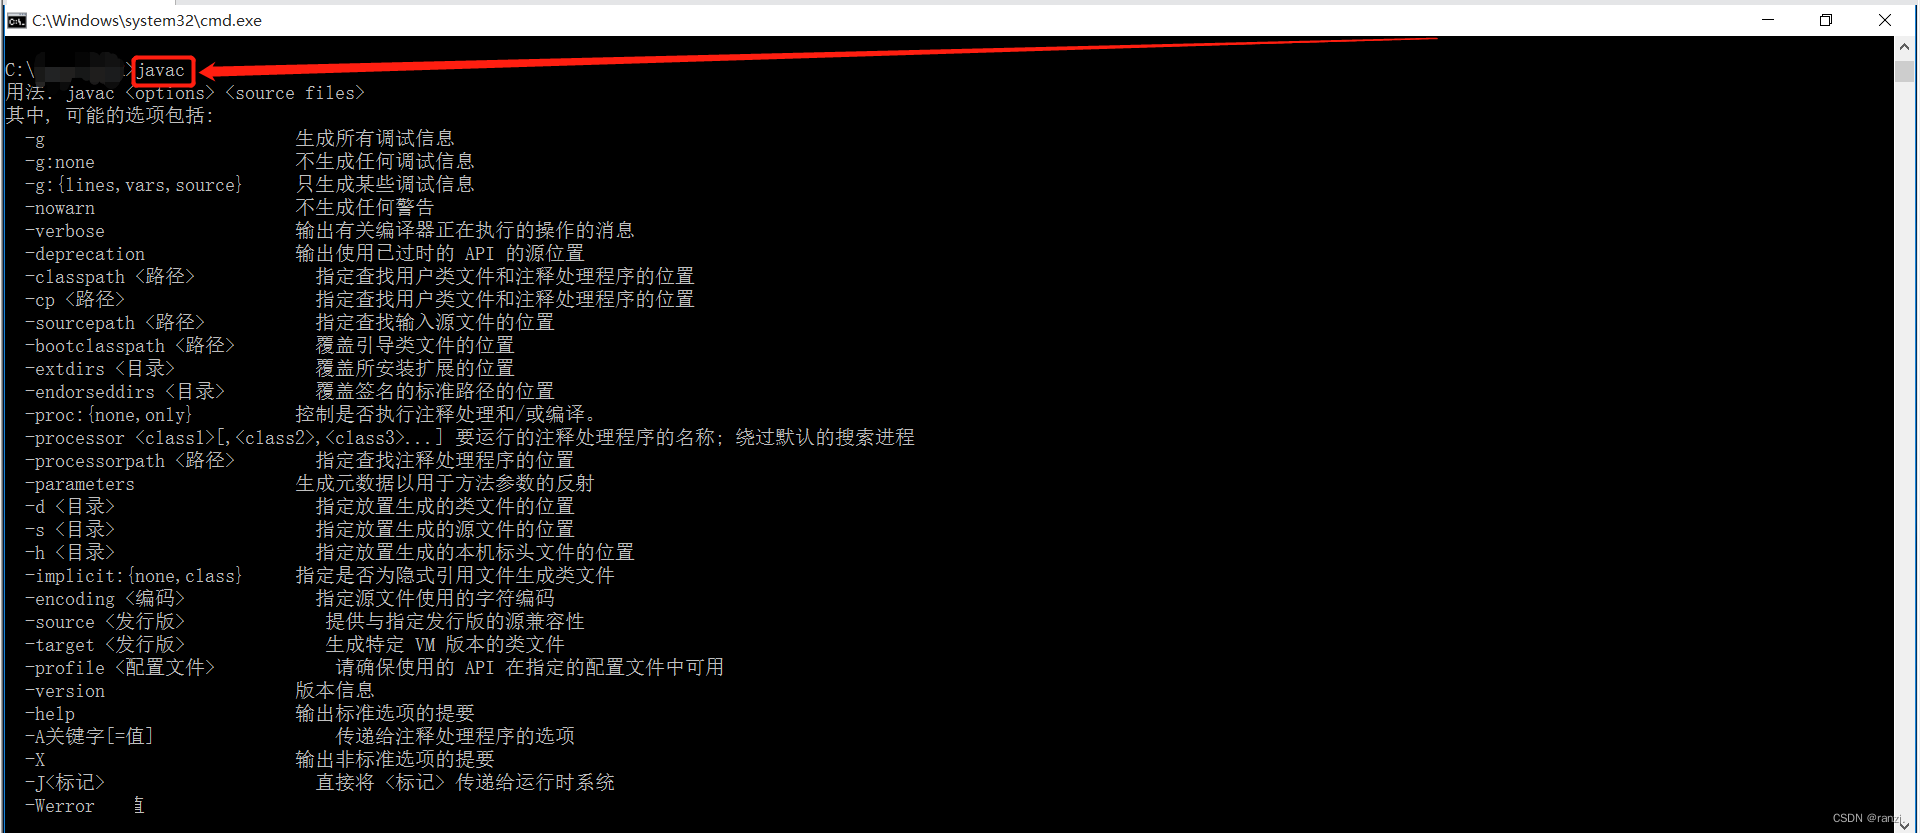 C:\Windows\system32\cmd.exe
C:\ >javac
用法: javac <options> <source files>
其中, 可能的选项包括:
-g 生成所有调试信息
-g:none 不生成任何调试信息
-g:{lines,vars,source} 只生成某些调试信息
-nowarn 不生成任何警告
-verbose 输出有关编译器正在执行的操作的消息
-deprecation 输出使用已过时的 API 的源位置
-classpath <路径> 指定查找用户类文件和注释处理程序的位置
-cp <路径> 指定查找用户类文件和注释处理程序的位置
-sourcepath <路径> 指定查找输入源文件的位置
-bootclasspath <路径> 覆盖引导类文件的位置
-extdirs <目录> 覆盖所安装扩展的位置
-endorseddirs <目录> 覆盖签名的标准路径的位置
-proc:{none,only} 控制是否执行注释处理和/或编译。
-processor <class1>[,<class2>,<class3>...] 要运行的注释处理程序的名称; 绕过默认的搜索进程
-processorpath <路径> 指定查找注释处理程序的位置
-parameters 生成元数据以用于方法参数的反射
-d <目录> 指定放置生成的类文件的位置
-s <目录> 指定放置生成的源文件的位置
-h <目录> 指定放置生成的本机标头文件的位置
-implicit:{none,class} 指定是否为隐式引用文件生成类文件
-encoding <编码> 指定源文件使用的字符编码
-source <发行版> 提供与指定发行版的源兼容性
-target <发行版> 生成特定 VM 版本的类文件
-profile <配置文件> 请确保使用的 API 在指定的配置文件中可用
-version 版本信息
-help 输出标准选项的提要
-A关键字[=值] 传递给注释处理程序的选项
-X 输出非标准选项的提要
-J<标记> 直接将 <标记> 传递给运行时系统
-Werror
CSDN @ranzi.